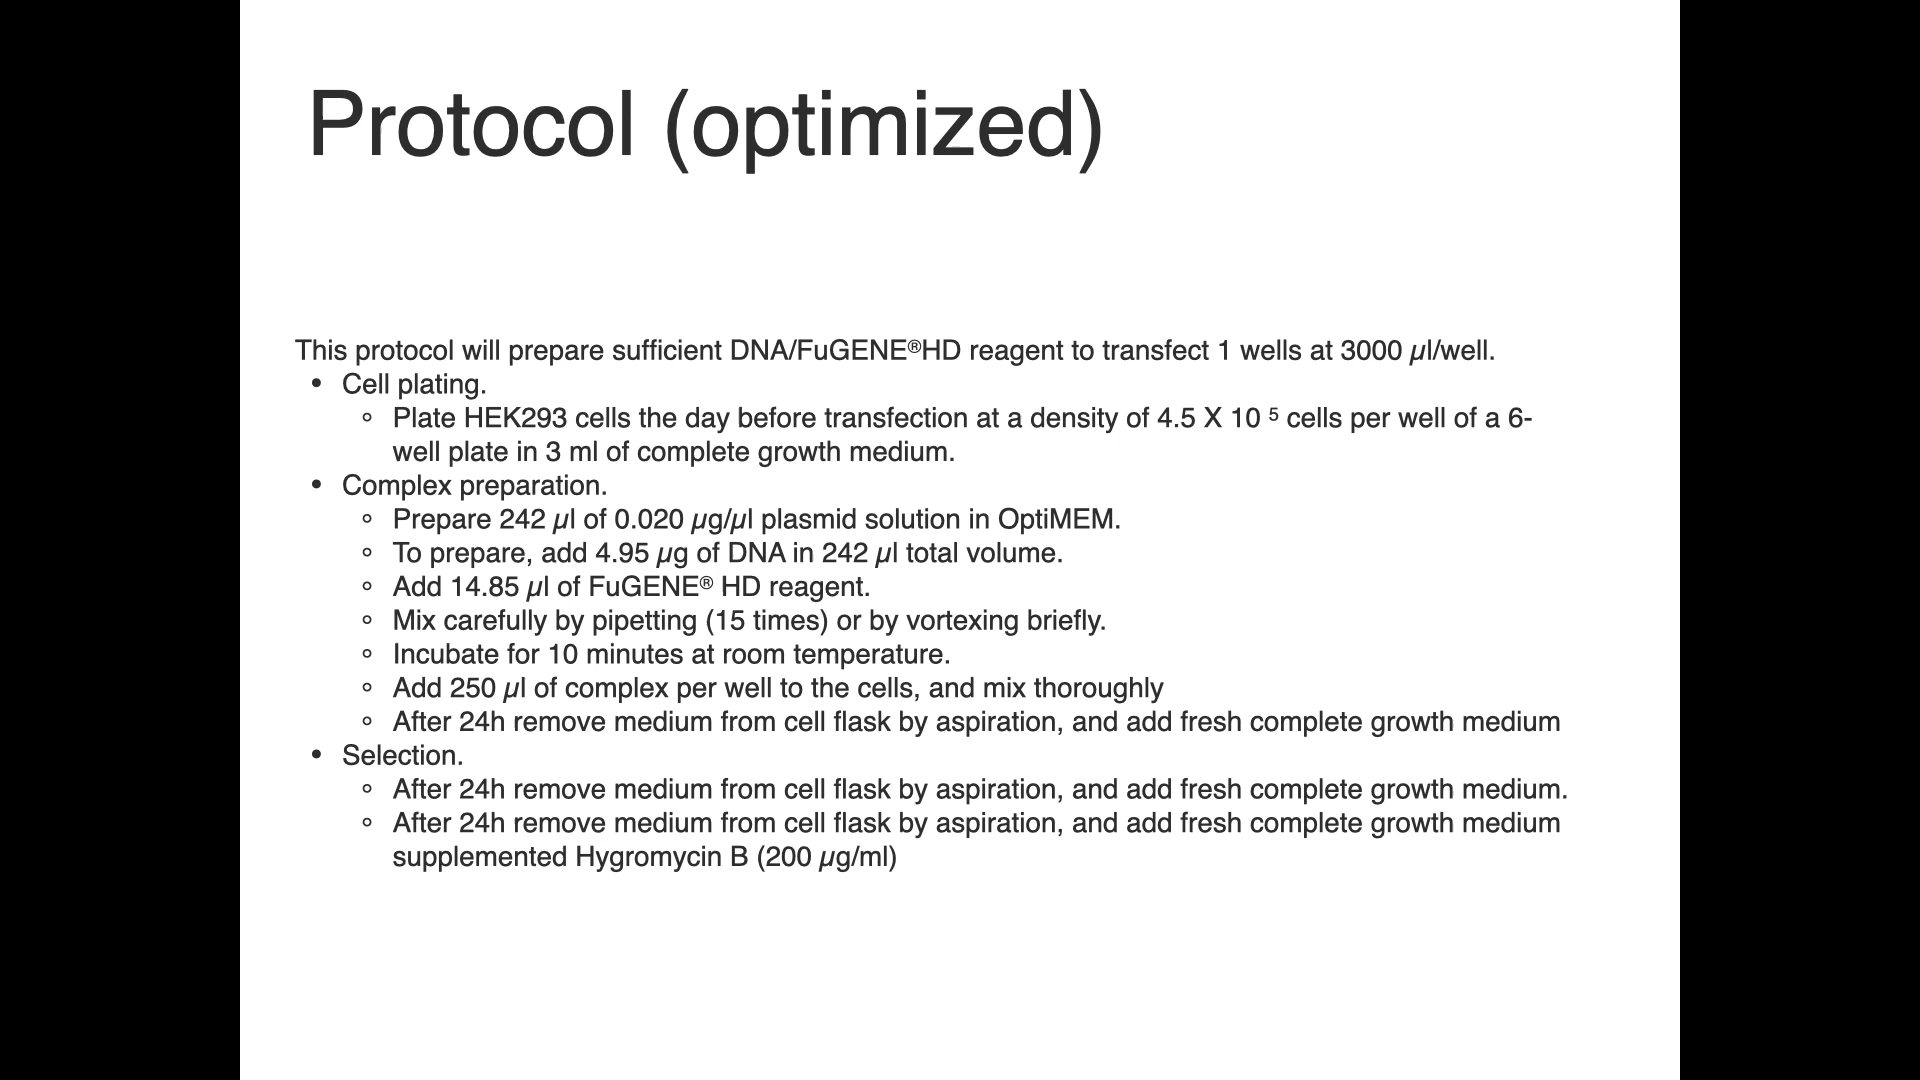 Protocol (optimized)
This protocol will prepare sufficient DNA/FuGENE®HD reagent to transfect 1 wells at 3000 µl/well.
• Cell plating.
◦ Plate HEK293 cells the day before transfection at a density of 4.5 X 10 ⁵ cells per well of a 6-
well plate in 3 ml of complete growth medium.
• Complex preparation.
◦ Prepare 242 µl of 0.020 µg/µl plasmid solution in OptiMEM.
◦ To prepare, add 4.95 µg of DNA in 242 µl total volume.
◦ Add 14.85 µl of FuGENE® HD reagent.
◦ Mix carefully by pipetting (15 times) or by vortexing briefly.
◦ Incubate for 10 minutes at room temperature.
◦ Add 250 µl of complex per well to the cells, and mix thoroughly
◦ After 24h remove medium from cell flask by aspiration, and add fresh complete growth medium
• Selection.
◦ After 24h remove medium from cell flask by aspiration, and add fresh complete growth medium.
◦ After 24h remove medium from cell flask by aspiration, and add fresh complete growth medium
supplemented Hygromycin B (200 µg/ml)